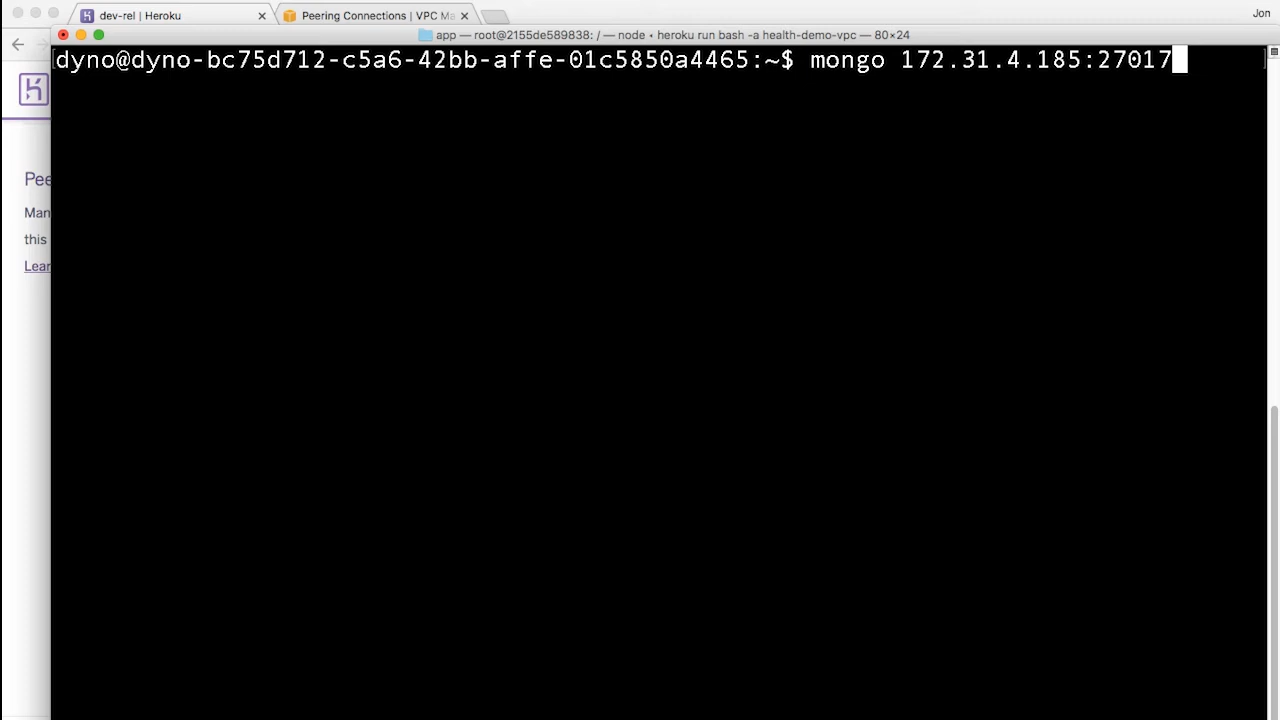 dev-rel | Heroku
Peering Connections | VPC Ma
Jon
app — root@2155de589838: / — node • heroku run bash -a health-demo-vpc — 80×24
dyno@dyno-bc75d712-c5a6-42bb-affe-01c5850a4465:~$ mongo 172.31.4.185:27017
Pee
Man
this
Lear